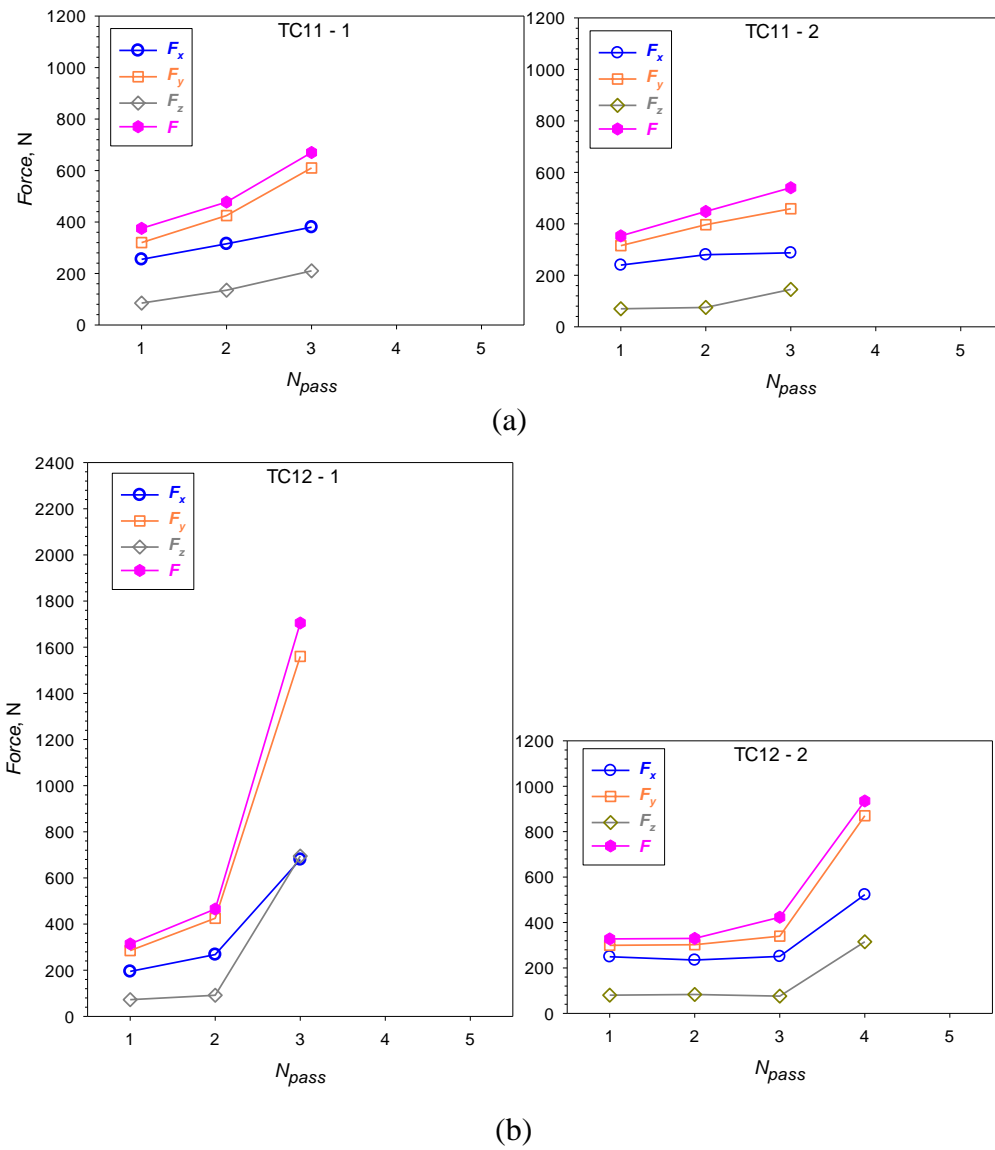 TC11 - 1
1200
1000
800
600
400
200
0
Force, N
Fx
Fy
Fz
F
1 2 3 4 5
Npass
TC11 - 2
1200
1000
800
600
400
200
0
Fx
Fy
Fz
F
1 2 3 4 5
Npass
(a)
TC12 - 1
2400
2200
2000
1800
1600
1400
1200
1000
800
600
400
200
0
Force, N
Fx
Fy
Fz
F
1 2 3 4 5
Npass
TC12 - 2
1200
1000
800
600
400
200
0
Fx
Fy
Fz
F
1 2 3 4 5
Npass
(b)